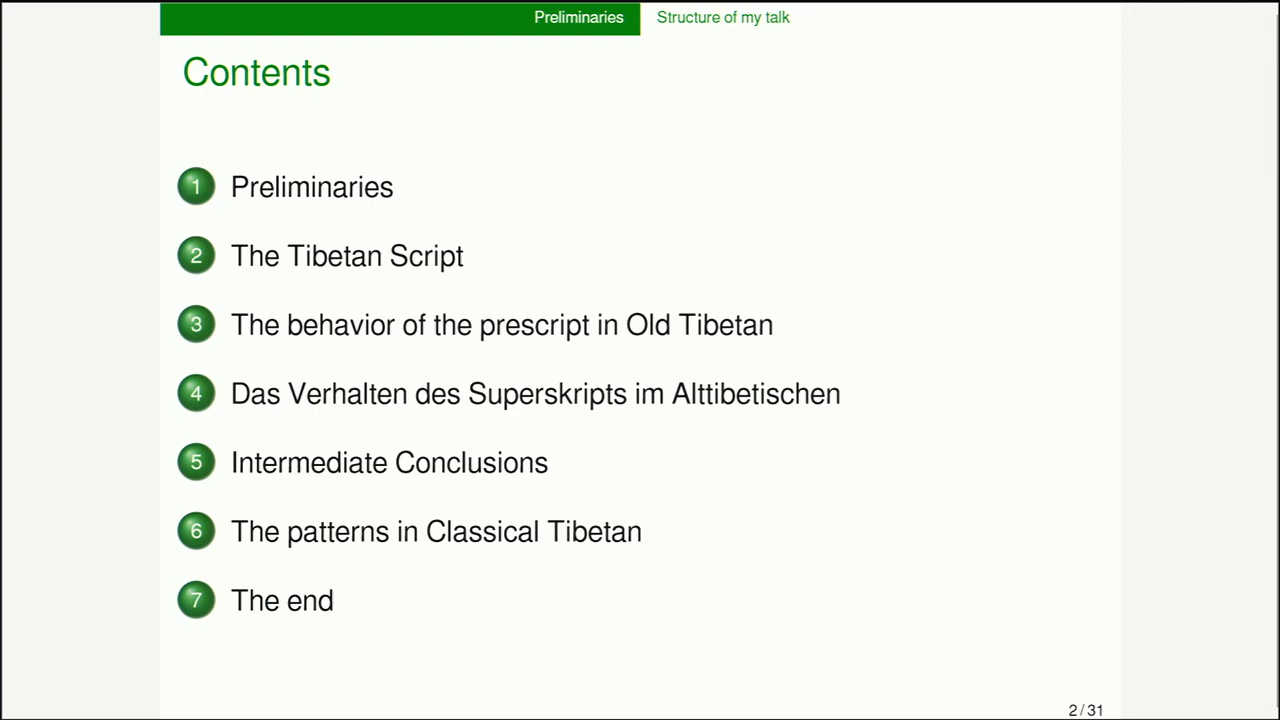 Preliminaries Structure of my talk
Contents
1 Preliminaries
2 The Tibetan Script
3 The behavior of the prescript in Old Tibetan
4 Das Verhalten des Superskripts im Alttibetischen
5 Intermediate Conclusions
6 The patterns in Classical Tibetan
7 The end
2 / 31